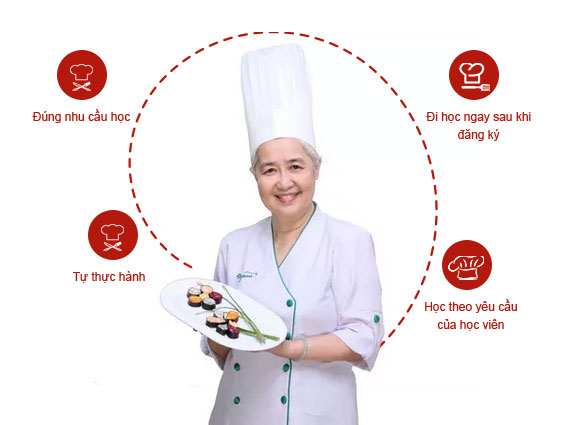 Đúng nhu cầu học
Đi học ngay sau khi
đăng ký
Tự thực hành
Học theo yêu cầu
của học viên